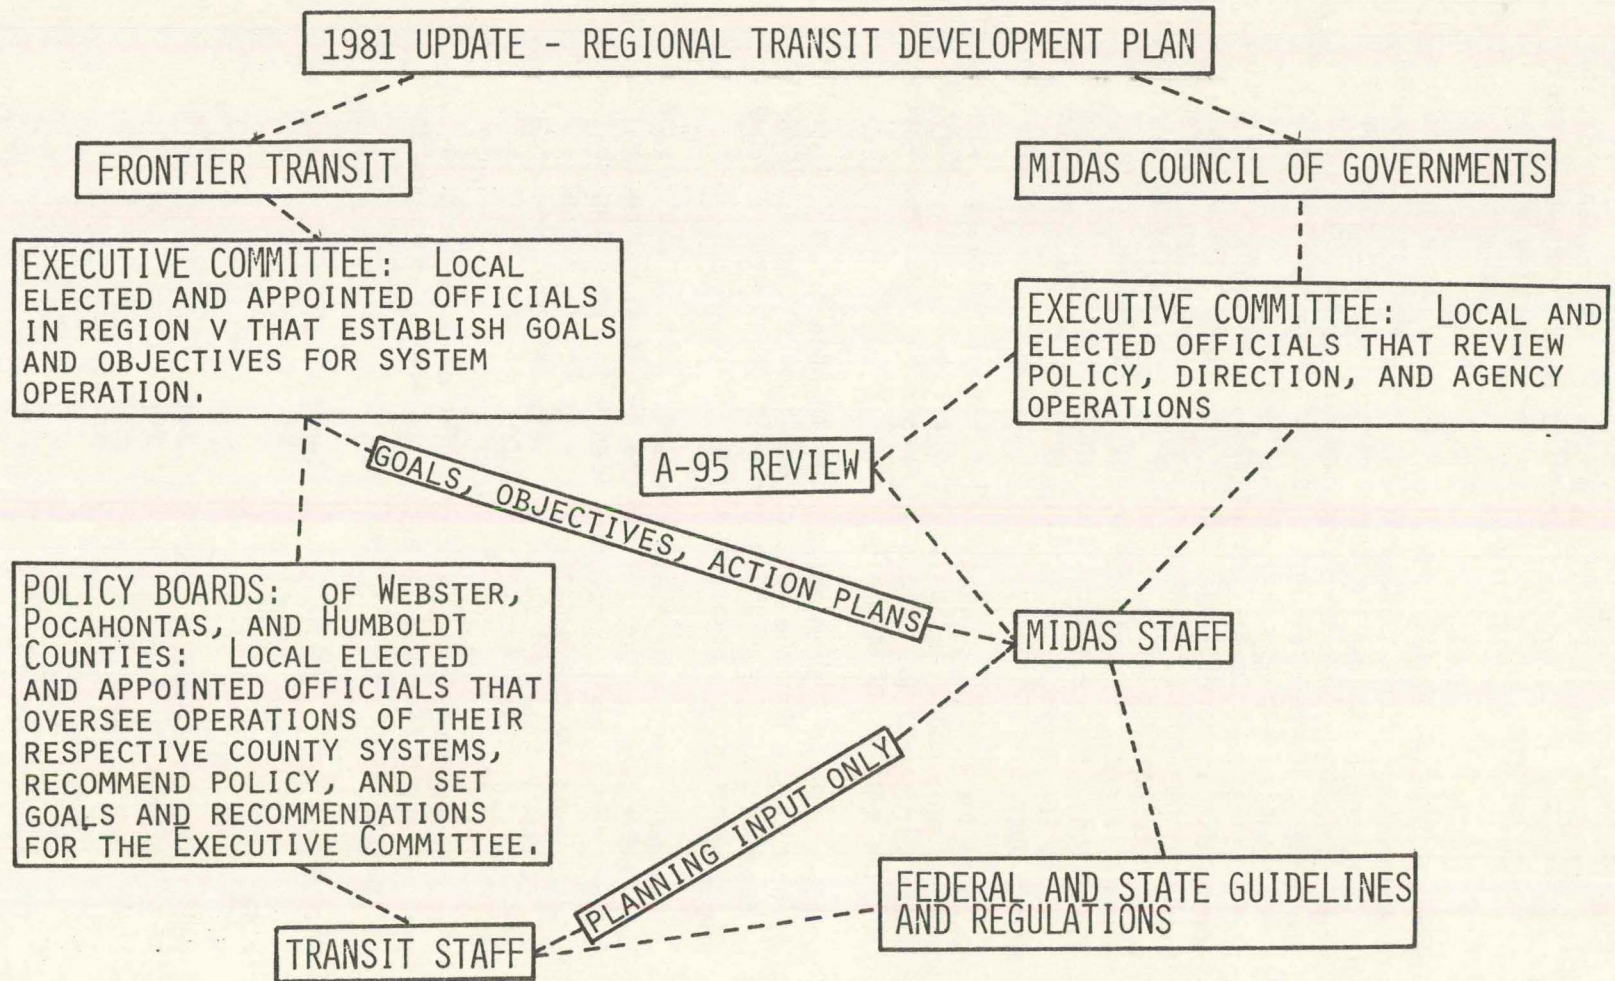 1981 UPDATE - REGIONAL TRANSIT DEVELOPMENT PLAN
FRONTIER TRANSIT
MIDAS COUNCIL OF GOVERNMENTS
EXECUTIVE COMMITTEE: LOCAL
ELECTED AND APPOINTED OFFICIALS
IN REGION V THAT ESTABLISH GOALS
AND OBJECTIVES FOR SYSTEM
OPERATION.
EXECUTIVE COMMITTEE: LOCAL AND
ELECTED OFFICIALS THAT REVIEW
POLICY, DIRECTION, AND AGENCY
OPERATIONS
A-95 REVIEW
GOALS, OBJECTIVES, ACTION PLANS
POLICY BOARDS: OF WEBSTER,
POCAHONTAS, AND HUMBOLDT
COUNTIES: LOCAL ELECTED
AND APPOINTED OFFICIALS THAT
OVERSEE OPERATIONS OF THEIR
RESPECTIVE COUNTY SYSTEMS,
RECOMMEND POLICY, AND SET
GOALS AND RECOMMENDATIONS
FOR THE EXECUTIVE COMMITTEE.
MIDAS STAFF
PLANNING INPUT ONLY
FEDERAL AND STATE GUIDELINES
AND REGULATIONS
TRANSIT STAFF